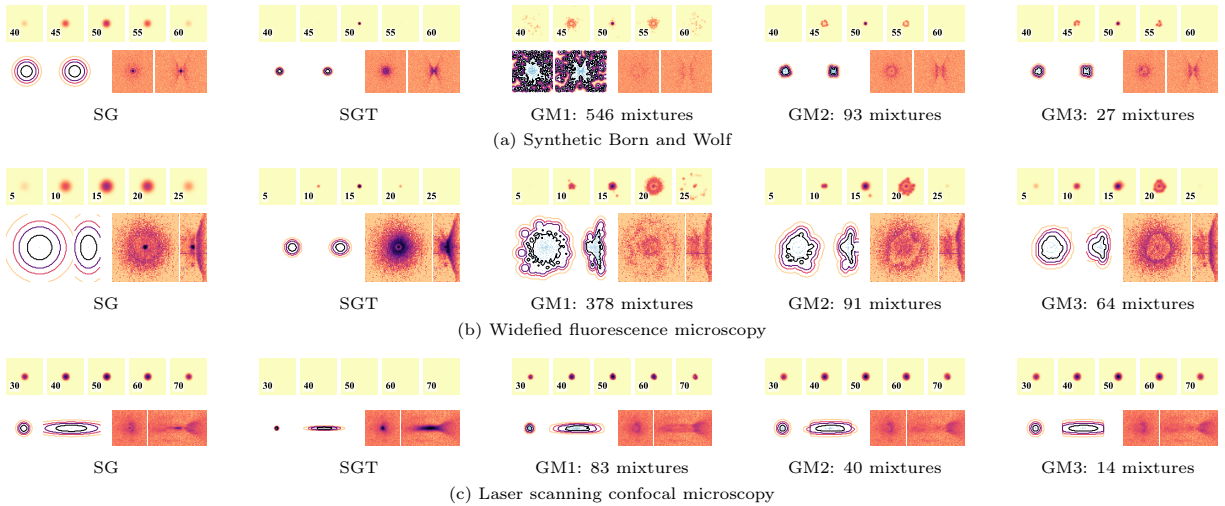 40 45 50 55 60 40 45 50 55 60 40 45 50 55 60 40 45 50 55 60 40 45 50 55 60
SG SGT GM1: 546 mixtures GM2: 93 mixtures GM3: 27 mixtures
(a) Synthetic Born and Wolf
5 10 15 20 25 5 10 15 20 25 5 10 15 20 25 5 10 15 20 25 5 10 15 20 25
SG SGT GM1: 378 mixtures GM2: 91 mixtures GM3: 64 mixtures
(b) Widefied fluorescence microscopy
30 40 50 60 70 30 40 50 60 70 30 40 50 60 70 30 40 50 60 70 30 40 50 60 70
SG SGT GM1: 83 mixtures GM2: 40 mixtures GM3: 14 mixtures
(c) Laser scanning confocal microscopy